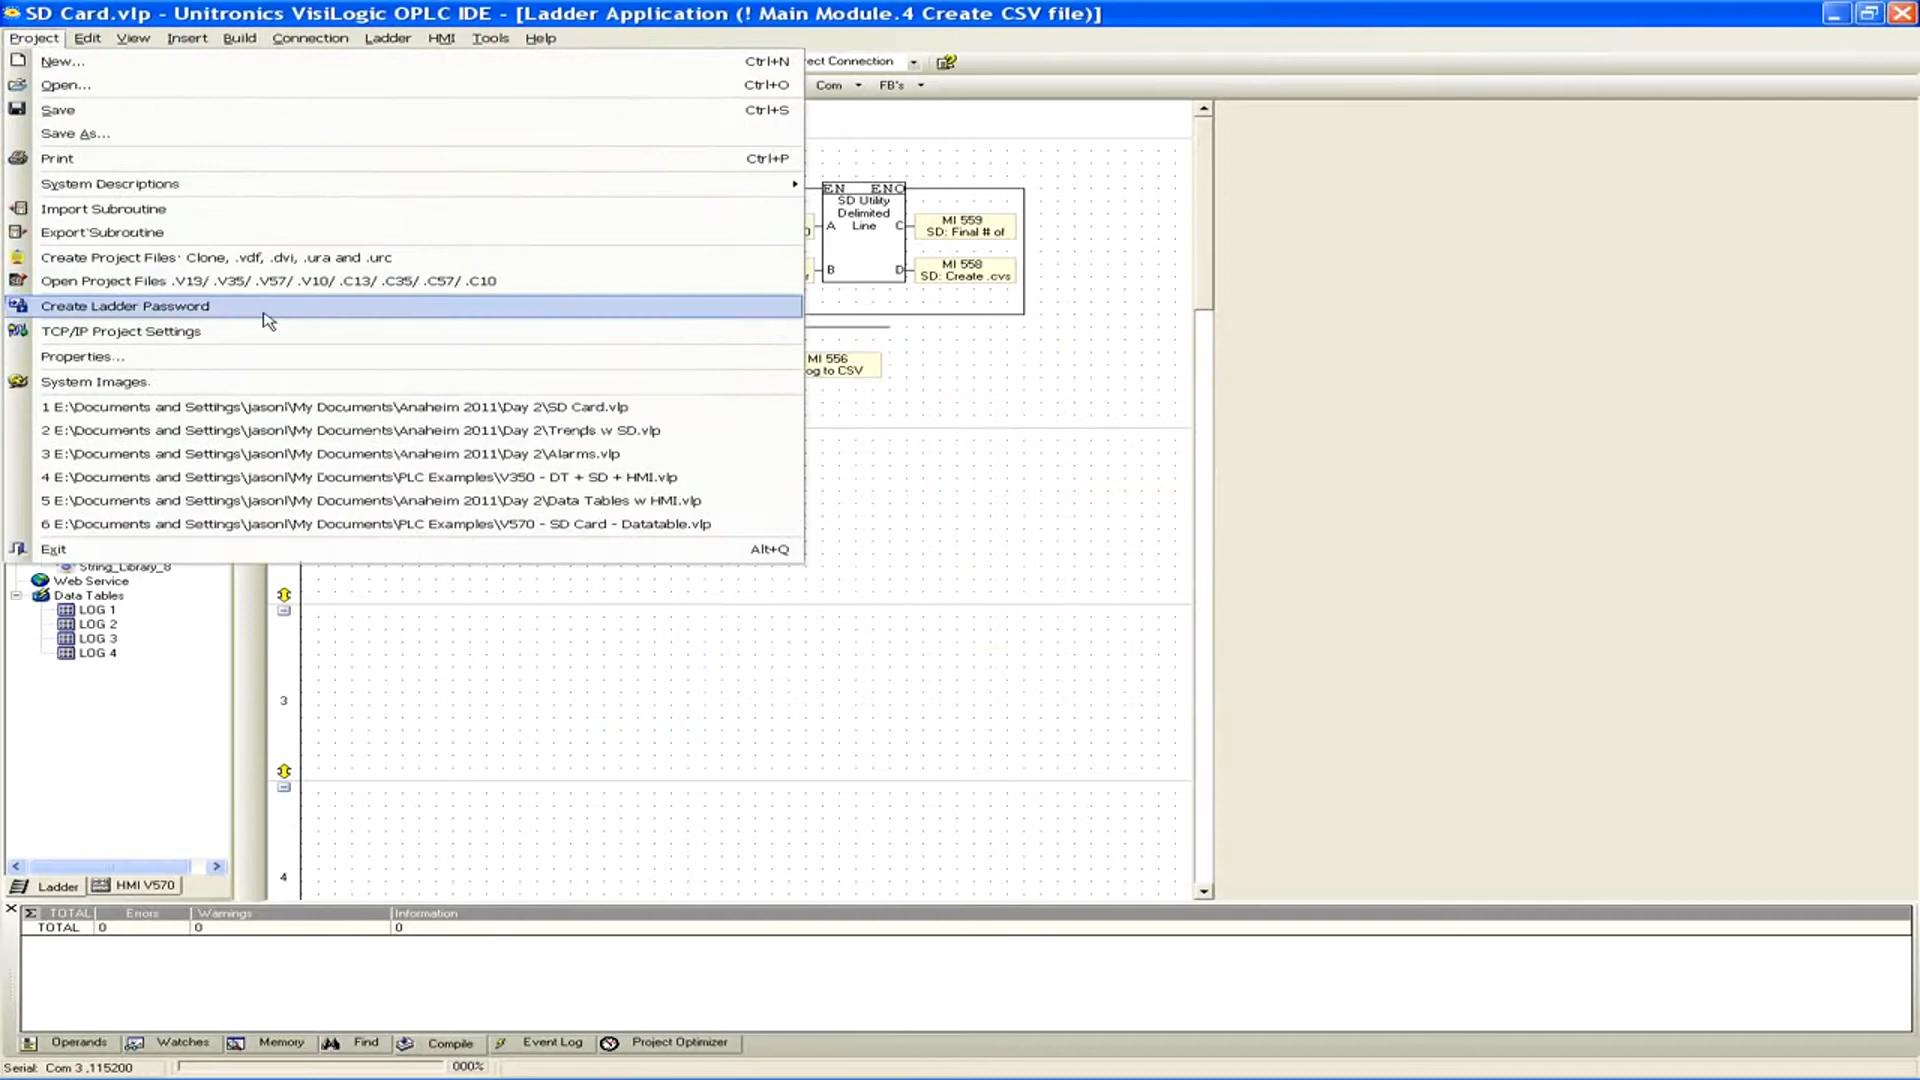 SD Card.vlp - Unitronics VisiLogic OPLC IDE - [Ladder Application (! Main Module.4 Create CSV file)]
Project Edit View Insert Build Connection Ladder HMI Tools Help
New... Ctrl+N
Open... Ctrl+O
Save Ctrl+S
Save As...
Print Ctrl+P
System Descriptions
Import Subroutine
Export Subroutine
Create Project Files: Clone, .vdf, .dvi, .ura and .urc
Open Project Files .V13/ .V35/ .V57/ .V10/ .C13/ .C35/ .C57/ .C10
Create Ladder Password
TCP/IP Project Settings
Properties...
System Images.
1 E:\Documents and Settings\jasonl\My Documents\Anaheim 2011\Day 2\SD Card.vlp
2 E:\Documents and Settings\jasonl\My Documents\Anaheim 2011\Day 2\Trends w SD.vlp
3 E:\Documents and Settings\jasonl\My Documents\Anaheim 2011\Day 2\Alarms.vlp
4 E:\Documents and Settings\jasonl\My Documents\PLC Examples\V350 - DT + SD + HMI.vlp
5 E:\Documents and Settings\jasonl\My Documents\Anaheim 2011\Day 2\Data Tables w HMI.vlp
6 E:\Documents and Settings\jasonl\My Documents\PLC Examples\V570 - SD Card - Datatable.vlp
Exit Alt+Q
ect Connection
Com FB's
EN ENO
SD Utility
Delimited
A Line C
B D
MI 559
SD: Final # of
MI 558
SD: Create .cvs
MI 556
og to CSV
String_Library_8
Web Service
Data Tables
LOG 1
LOG 2
LOG 3
LOG 4
3
4
Ladder HMI V570
Σ TOTAL Errors Warnings Information
TOTAL 0 0 0
Operands Watches Memory Find Compile Event Log Project Optimizer
Serial: Com 3 ,115200 000%